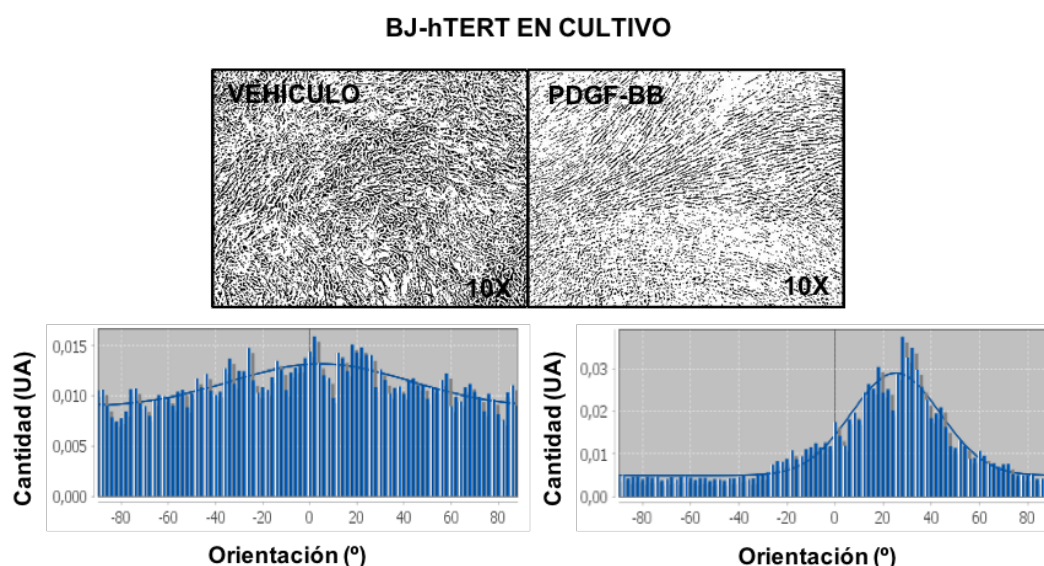 BJ-hTERT EN CULTIVO
VEHÍCULO
PDGF-BB
10X
10X
Cantidad (UA)
0,015
0,010
0,005
0,000
-80 -60 -40 -20 0 20 40 60 80
Orientación (º)
Cantidad (UA)
0,03
0,02
0,01
0,00
-80 -60 -40 -20 0 20 40 60 80
Orientación (º)